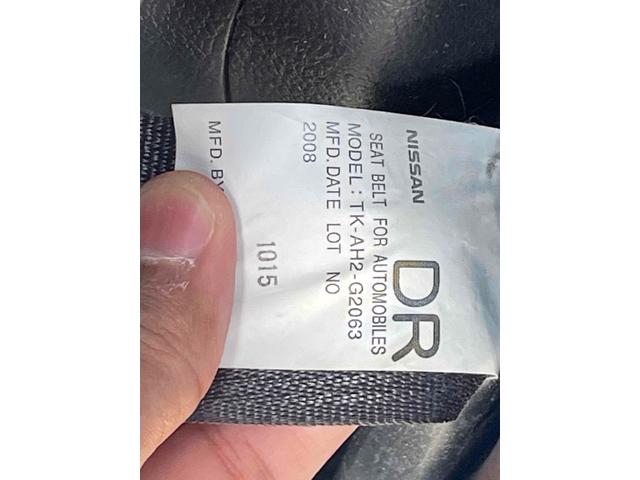 NISSAN DR
SEAT BELT FOR AUTOMOBILES
MODEL: TK-AH2-G2063
MFD. DATE LOT NO
2008
1015
MFD. BY